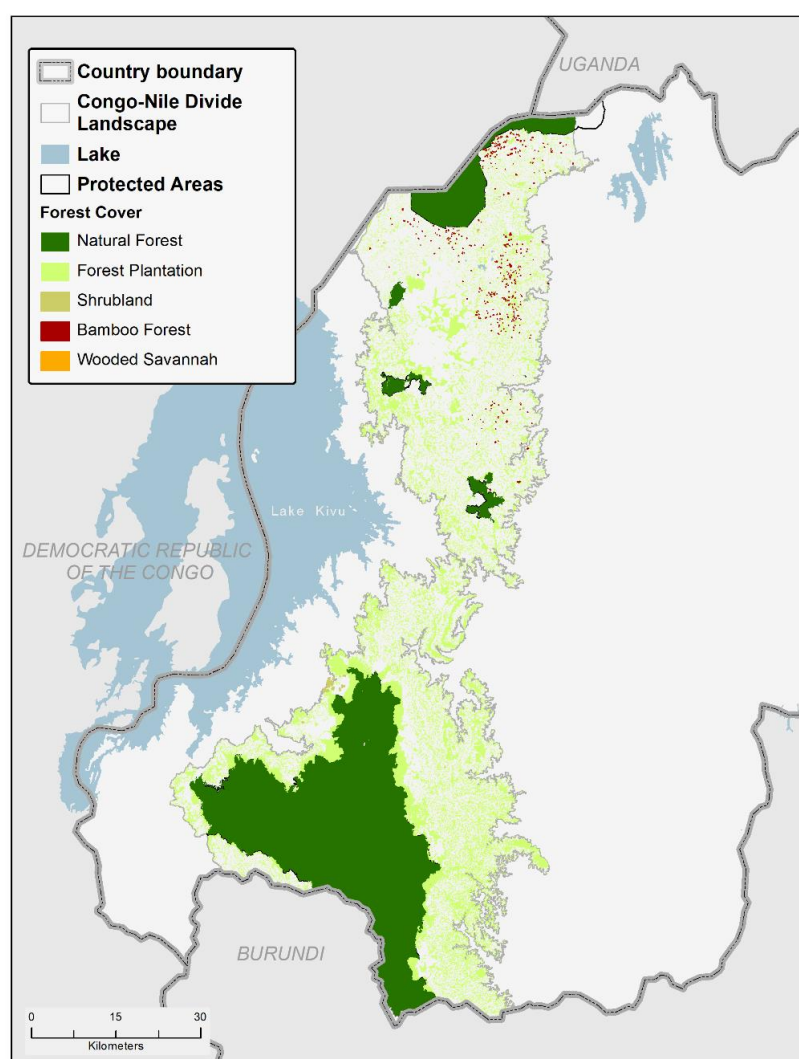 UGANDA
Country boundary
Congo-Nile Divide
Landscape
Lake
Protected Areas
Forest Cover
Natural Forest
Forest Plantation
Shrubland
Bamboo Forest
Wooded Savannah
Lake Kivu
DEMOCRATIC REPUBLIC
OF THE CONGO
BURUNDI
0 15 30
Kilometers